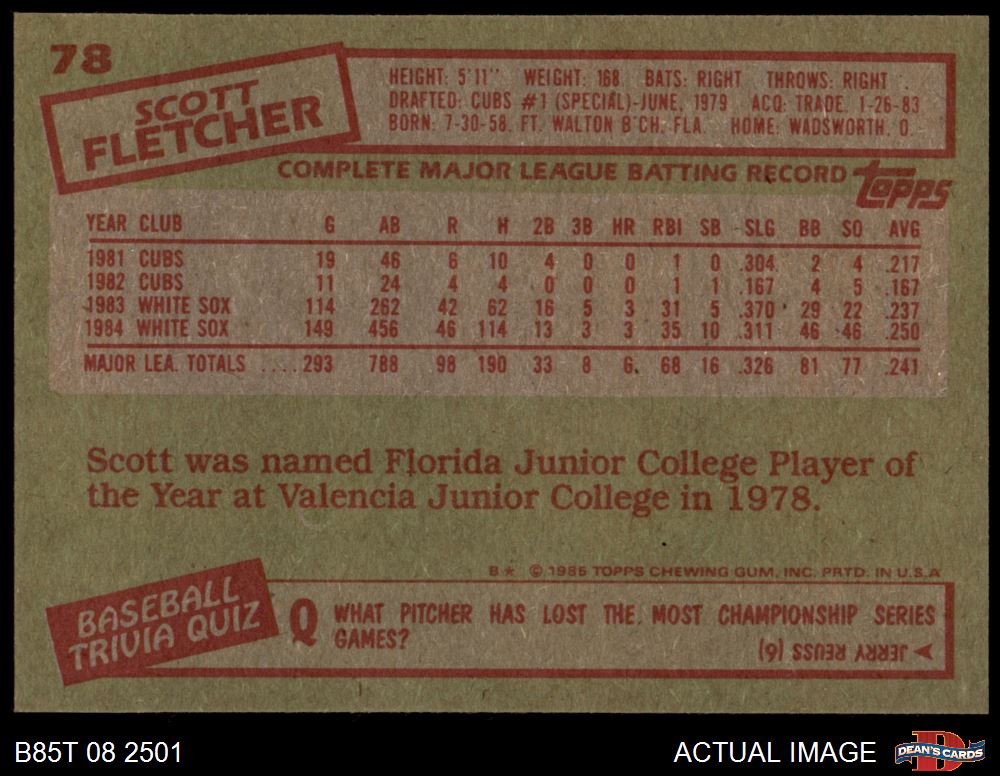 78
SCOTT
FLETCHER
HEIGHT: 5'11" WEIGHT: 168 BATS: RIGHT THROWS: RIGHT
DRAFTED: CUBS #1 (SPECIAL)-JUNE, 1979 ACQ: TRADE, 1-26-83
BORN: 7-30-58, FT. WALTON B'CH, FLA. HOME: WADSWORTH, O.
COMPLETE MAJOR LEAGUE BATTING RECORD
topps
YEAR CLUB G AB R H 2B 3B HR RBI SB SLG BB SO AVG
1981 CUBS 19 46 6 10 4 0 0 1 0 .304 2 4 .217
1982 CUBS 11 24 4 4 0 0 0 1 1 .167 4 5 .167
1983 WHITE SOX 114 262 42 62 16 5 3 31 5 .370 29 22 .237
1984 WHITE SOX 149 456 46 114 13 3 3 35 10 .311 46 46 .250
MAJOR LEA. TOTALS .... 293 788 98 190 33 8 6 68 16 .326 81 77 .241
Scott was named Florida Junior College Player of
the Year at Valencia Junior College in 1978.
B* © 1985 TOPPS CHEWING GUM, INC. PRTD. IN U.S.A.
BASEBALL
TRIVIA QUIZ
Q WHAT PITCHER HAS LOST THE MOST CHAMPIONSHIP SERIES
GAMES?
JERRY REUSS (6)
B85T 08 2501
ACTUAL IMAGE
DEAN'S CARDS